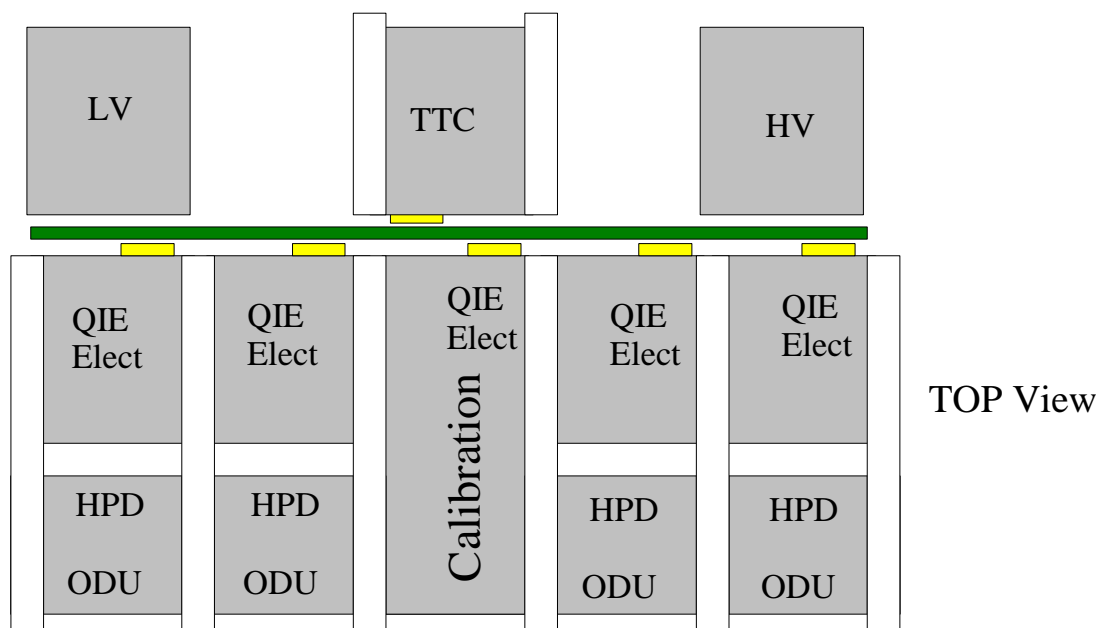 LV
TTC
HV
QIE
Elect
QIE
Elect
QIE
Elect
QIE
Elect
QIE
Elect
Calibration
TOP View
HPD
ODU
HPD
ODU
HPD
ODU
HPD
ODU